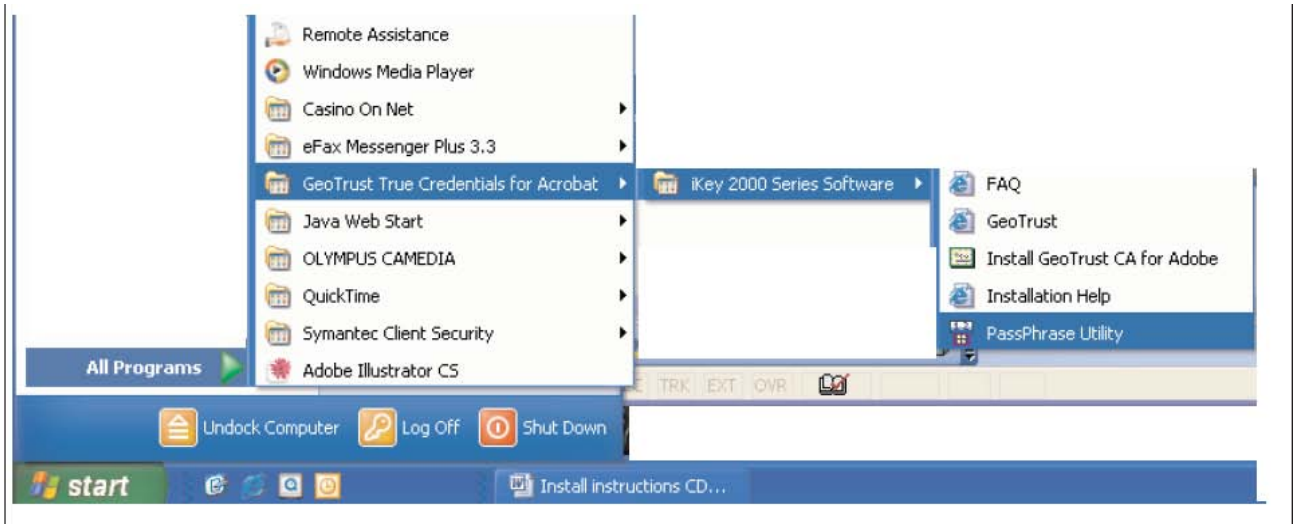 Remote Assistance
Windows Media Player
Casino On Net
eFax Messenger Plus 3.3
GeoTrust True Credentials for Acrobat
iKey 2000 Series Software
FAQ
Java Web Start
GeoTrust
OLYMPUS CAMEDIA
Install GeoTrust CA for Adobe
QuickTime
Installation Help
Symantec Client Security
PassPhrase Utility
All Programs
Adobe Illustrator CS
TRK EXT OVR
Undock Computer
Log Off
Shut Down
start
Install instructions CD...